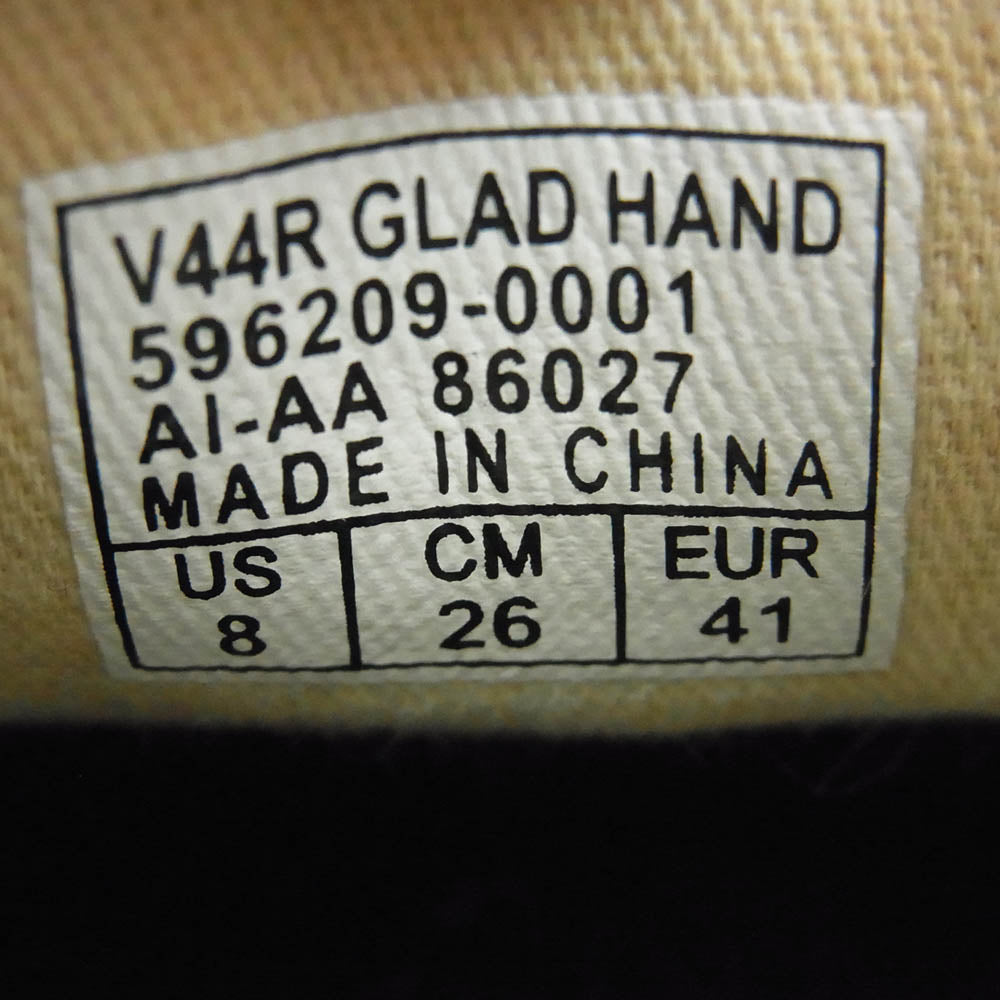 V44R GLAD HAND
596209-0001
AI-AA 86027
MADE IN CHINA
US CM EUR
8 26 41